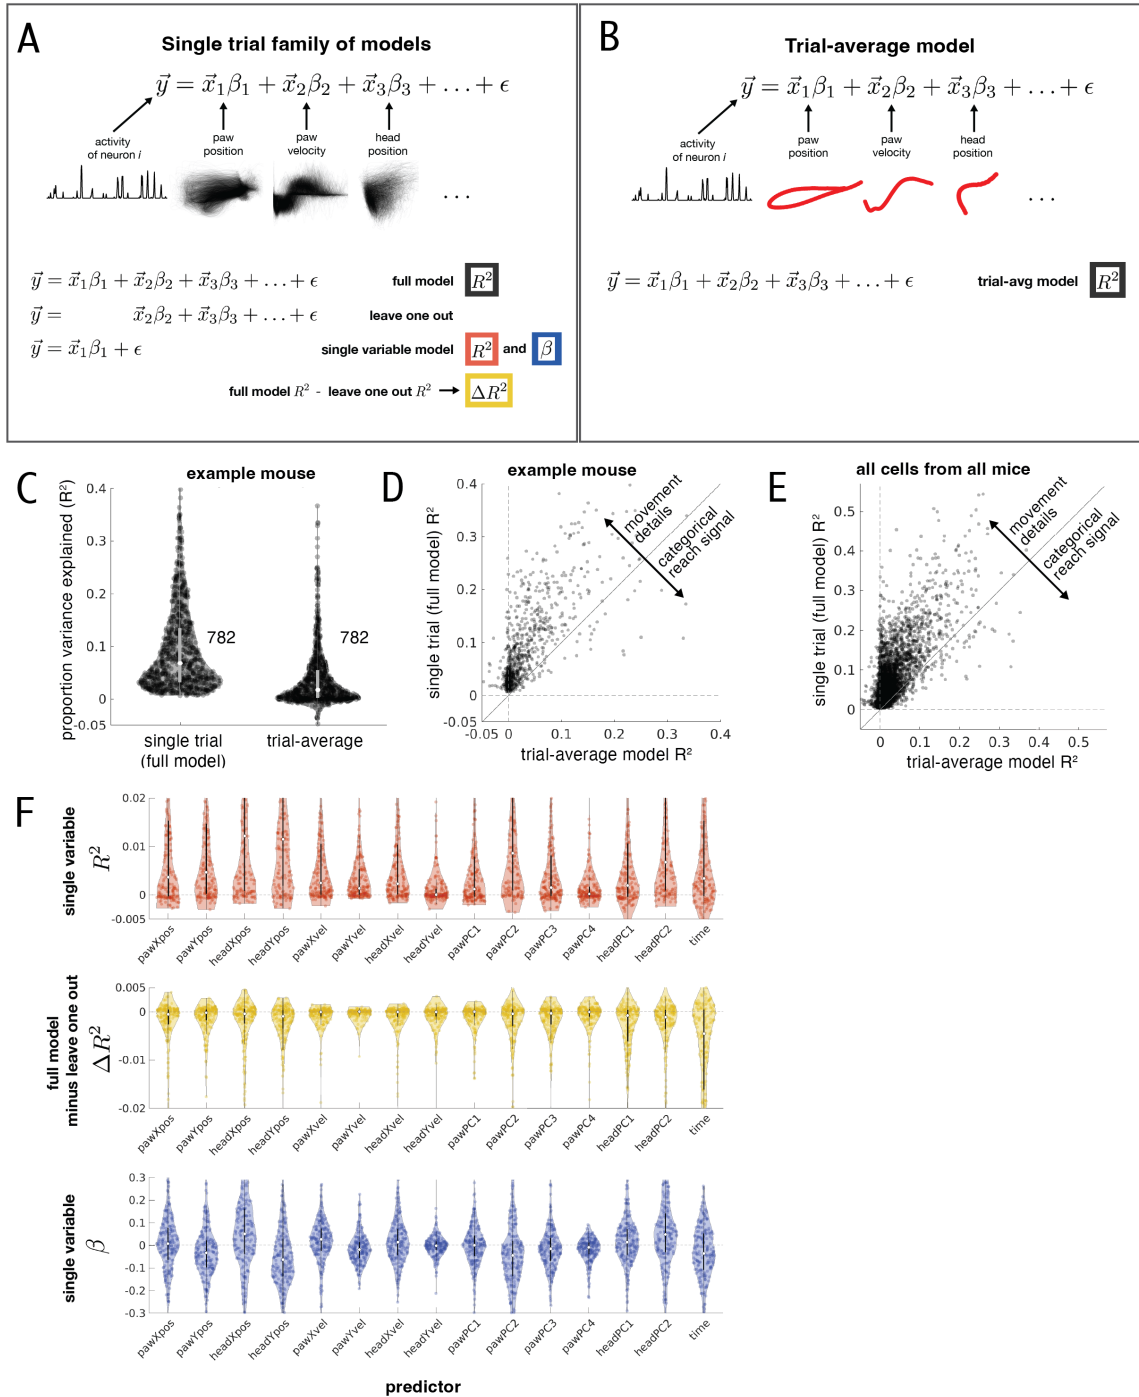 A
Single trial family of models
y⃗ = x⃗₁β₁ + x⃗₂β₂ + x⃗₃β₃ + ... + ϵ
activity of neuron i
paw position
paw velocity
head position
...
y⃗ = x⃗₁β₁ + x⃗₂β₂ + x⃗₃β₃ + ... + ϵ full model R²
y⃗ = x⃗₂β₂ + x⃗₃β₃ + ... + ϵ leave one out
y⃗ = x⃗₁β₁ + ϵ single variable model R² and β
full model R² - leave one out R² → ΔR²
B
Trial-average model
y⃗ = x⃗₁β₁ + x⃗₂β₂ + x⃗₃β₃ + ... + ϵ
activity of neuron i
paw position
paw velocity
head position
...
y⃗ = x⃗₁β₁ + x⃗₂β₂ + x⃗₃β₃ + ... + ϵ
trial-avg model R²
C
example mouse
proportion variance explained (R²)
0.4
0.3
0.2
0.1
0
-0.05
782
782
single trial (full model)
trial-average
D
example mouse
single trial (full model) R²
0.4
0.3
0.2
0.1
0
-0.05
movement details
categorical reach signal
-0.05 0 0.1 0.2 0.3 0.4
trial-average model R²
E
all cells from all mice
single trial (full model) R²
0.5
0.4
0.3
0.2
0.1
0
movement details
categorical reach signal
0 0.1 0.2 0.3 0.4 0.5
trial-average model R²
F
single variable
R²
0.02
0.01
0
-0.005
pawXpos pawYpos headXpos headYpos pawXvel pawYvel headXvel headYvel pawPC1 pawPC2 pawPC3 pawPC4 headPC1 headPC2 time
full model
minus leave one out
ΔR²
0.005
0
-0.01
-0.02
pawXpos pawYpos headXpos headYpos pawXvel pawYvel headXvel headYvel pawPC1 pawPC2 pawPC3 pawPC4 headPC1 headPC2 time
single variable
β
0.3
0.2
0.1
0
-0.1
-0.2
-0.3
pawXpos pawYpos headXpos headYpos pawXvel pawYvel headXvel headYvel pawPC1 pawPC2 pawPC3 pawPC4 headPC1 headPC2 time
predictor